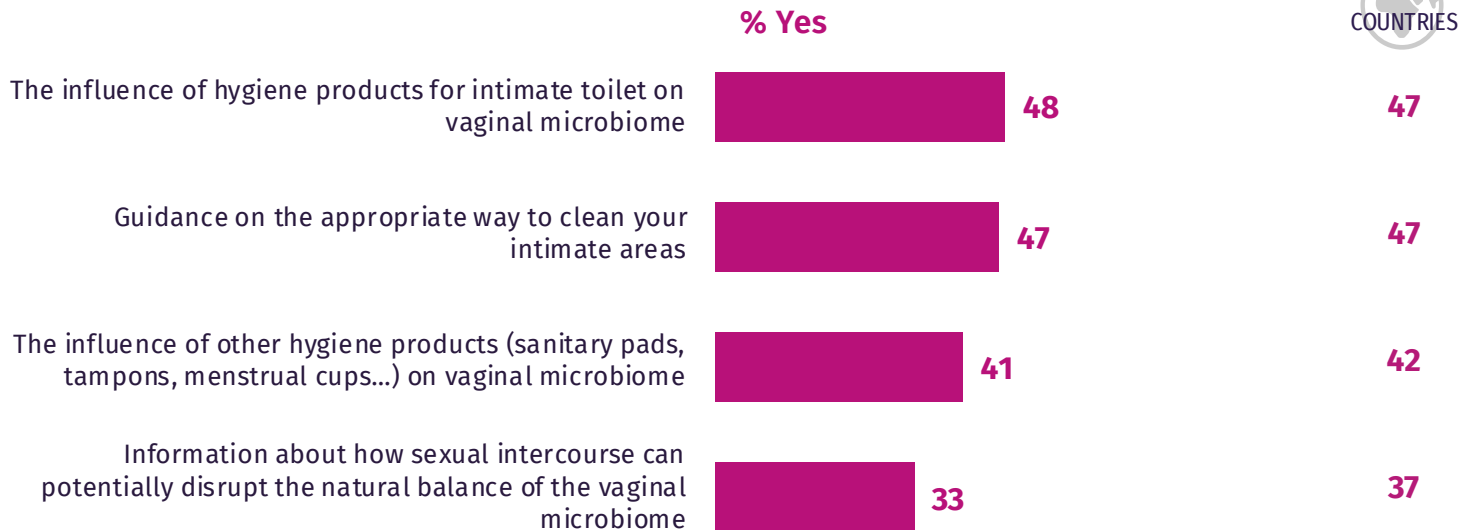 % Yes
COUNTRIES
The influence of hygiene products for intimate toilet on
vaginal microbiome
48
47
Guidance on the appropriate way to clean your
intimate areas
47
47
The influence of other hygiene products (sanitary pads,
tampons, menstrual cups...) on vaginal microbiome
41
42
Information about how sexual intercourse can
potentially disrupt the natural balance of the vaginal
microbiome
33
37